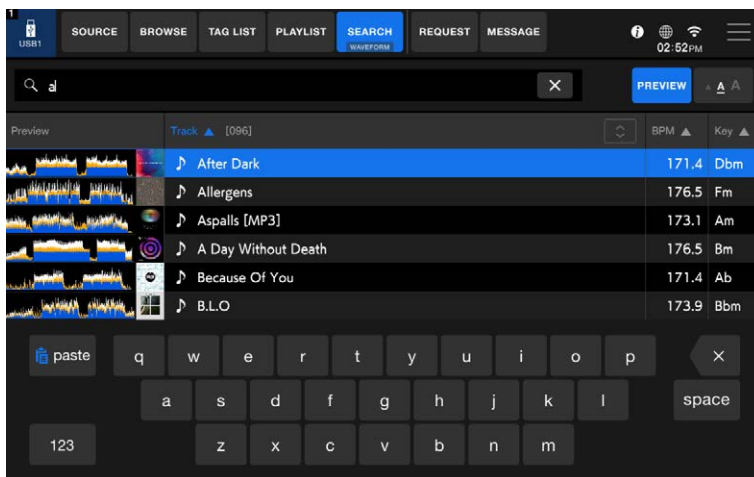 1
USB1
SOURCE
BROWSE
TAG LIST
PLAYLIST
SEARCH
WAVEFORM
REQUEST
MESSAGE
02:52PM
al
PREVIEW
A A A
Preview
Track ▲ [096]
BPM ▲
Key ▲
After Dark 171.4 Dbm
Allergens 176.5 Fm
Aspalls [MP3] 173.1 Am
A Day Without Death 176.5 Bm
Because Of You 171.4 Ab
B.L.O 173.9 Bbm
paste q w e r t y u i o p
a s d f g h j k l space
123 z x c v b n m